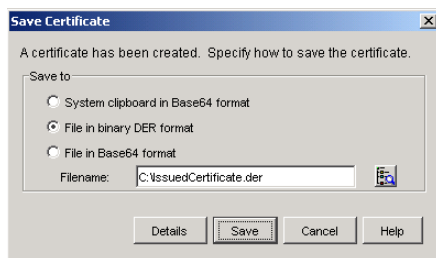 Save Certificate
A certificate has been created. Specify how to save the certificate.
Save to
System clipboard in Base64 format
File in binary DER format
File in Base64 format
Filename: C:\IssuedCertificate.der
Details Save Cancel Help